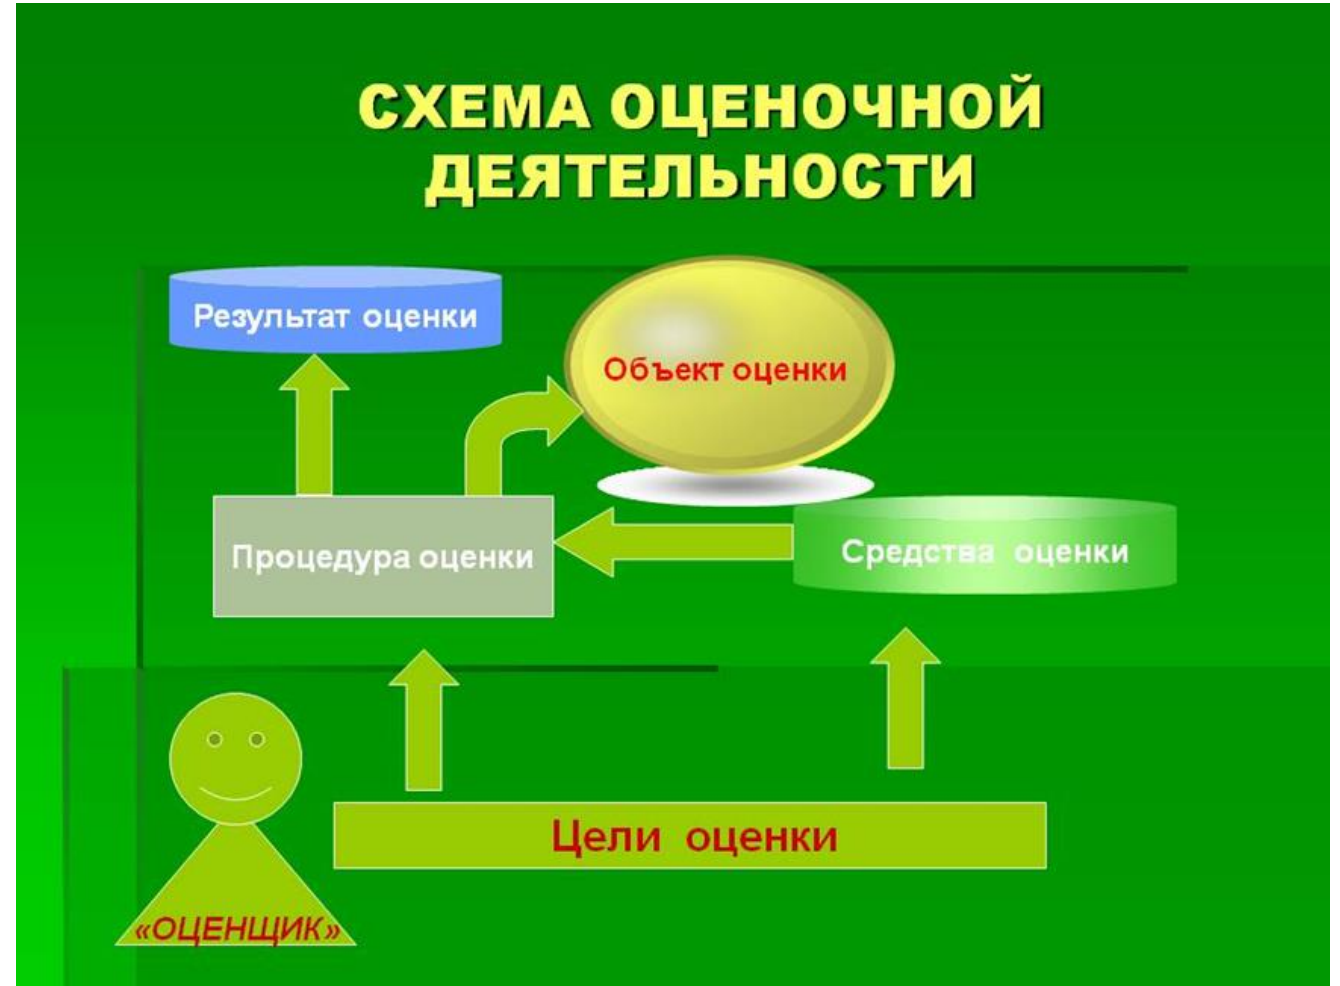 СХЕМА ОЦЕНОЧНОЙ
ДЕЯТЕЛЬНОСТИ
Результат оценки
Объект оценки
Процедура оценки
Средства оценки
Цели оценки
«ОЦЕНЩИК»